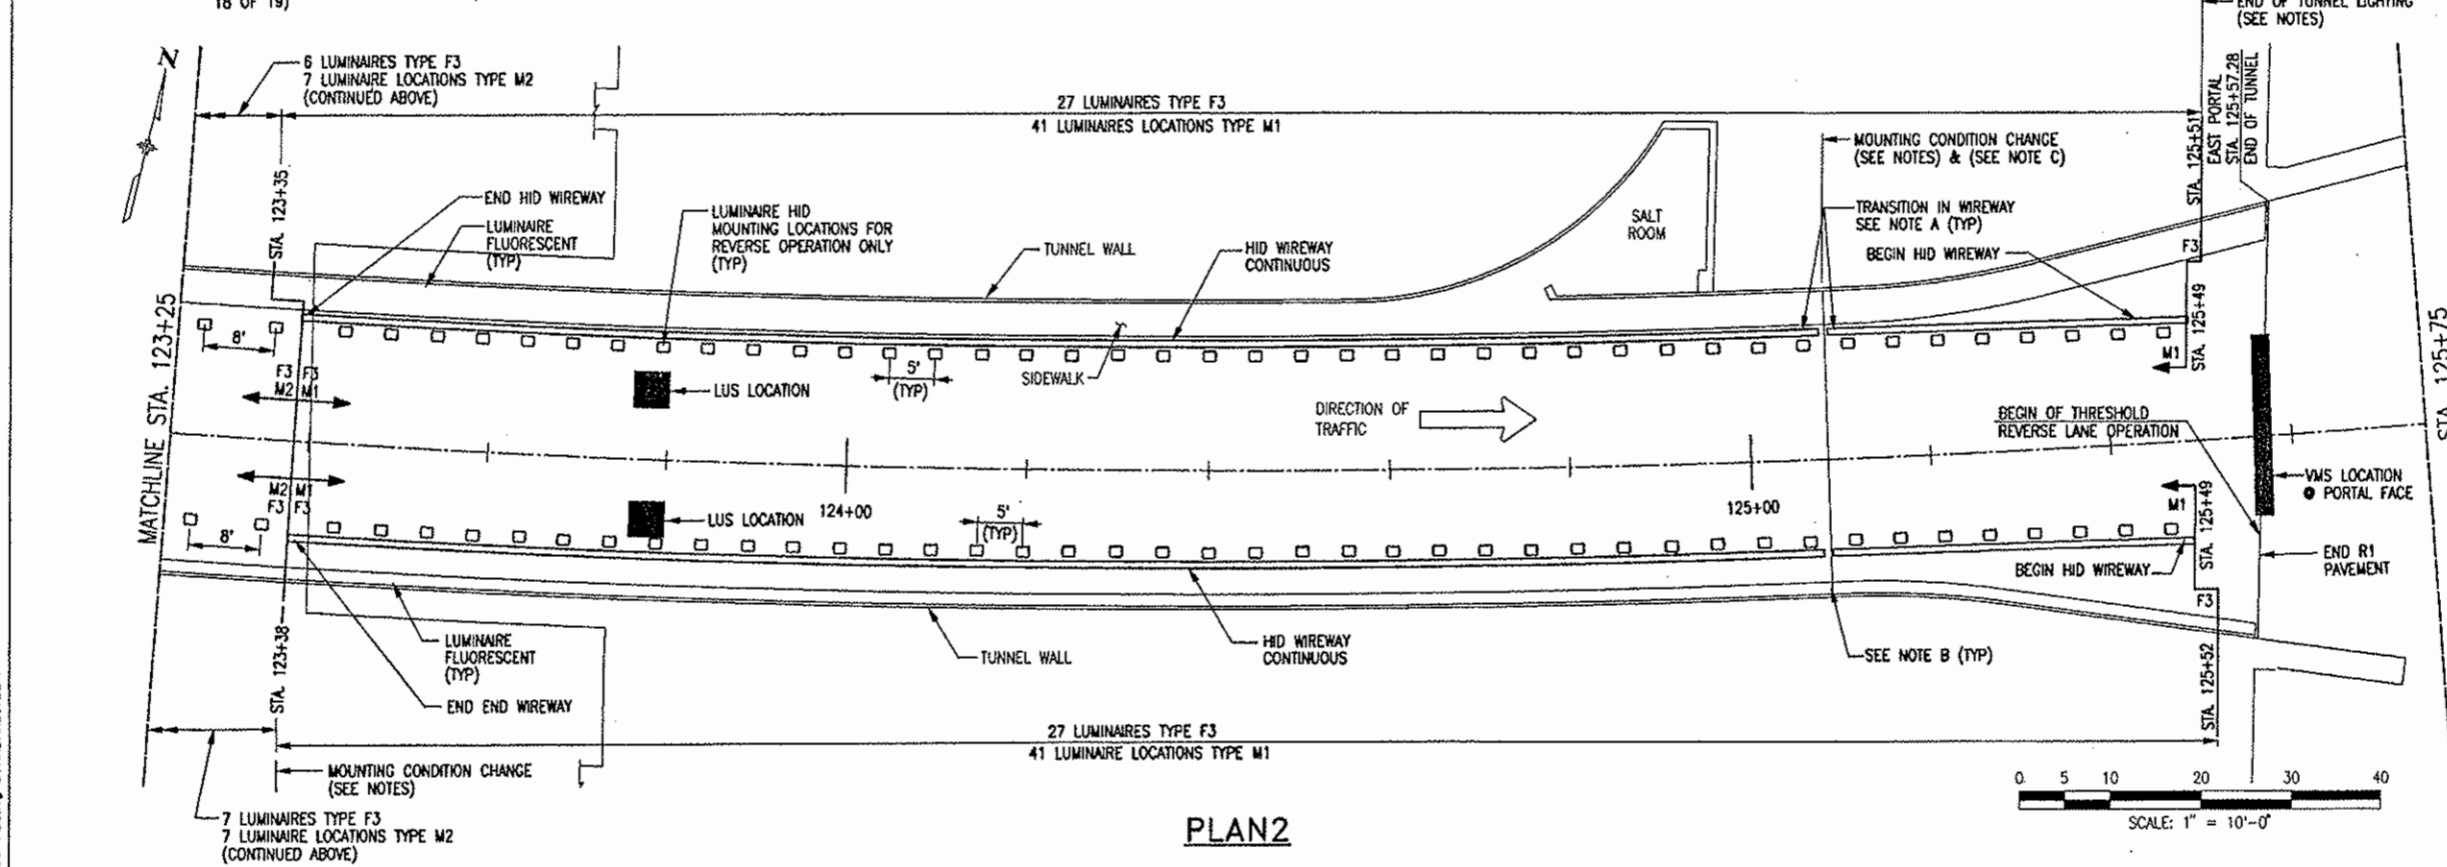 18 OF 19)
END OF TUNNEL LIGHTING
(SEE NOTES)
N
6 LUMINAIRES TYPE F3
7 LUMINAIRE LOCATIONS TYPE M2
(CONTINUED ABOVE)
27 LUMINAIRES TYPE F3
41 LUMINAIRES LOCATIONS TYPE M1
STA. 125+51
EAST PORTAL
STA. 125+57.28
END OF TUNNEL
MOUNTING CONDITION CHANGE
(SEE NOTES) & (SEE NOTE C)
STA. 123+35
END HID WIREWAY
LUMINAIRE
FLUORESCENT
(TYP)
LUMINAIRE HID
MOUNTING LOCATIONS FOR
REVERSE OPERATION ONLY
(TYP)
TUNNEL WALL
HID WIREWAY
CONTINUOUS
SALT
ROOM
TRANSITION IN WIREWAY
SEE NOTE A (TYP)
BEGIN HID WIREWAY
F3
MATCHLINE STA. 123+25
8'
F3 F3
M2 M1
LUS LOCATION
5'
(TYP)
SIDEWALK
DIRECTION OF
TRAFFIC
M1
STA. 125+49
STA. 125+75
BEGIN OF THRESHOLD
REVERSE LANE OPERATION
VMS LOCATION
@ PORTAL FACE
M2 M1
F3 F3
8'
LUS LOCATION
124+00
5'
(TYP)
125+00
M1
STA. 125+49
BEGIN HID WIREWAY
END R1
PAVEMENT
F3
STA. 123+38
LUMINAIRE
FLUORESCENT
(TYP)
END END WIREWAY
TUNNEL WALL
HID WIREWAY
CONTINUOUS
SEE NOTE B (TYP)
STA. 125+52
27 LUMINAIRES TYPE F3
41 LUMINAIRE LOCATIONS TYPE M1
MOUNTING CONDITION CHANGE
(SEE NOTES)
7 LUMINAIRES TYPE F3
7 LUMINAIRE LOCATIONS TYPE M2
(CONTINUED ABOVE)
PLAN2
0 5 10 20 30 40
SCALE: 1" = 10'-0"